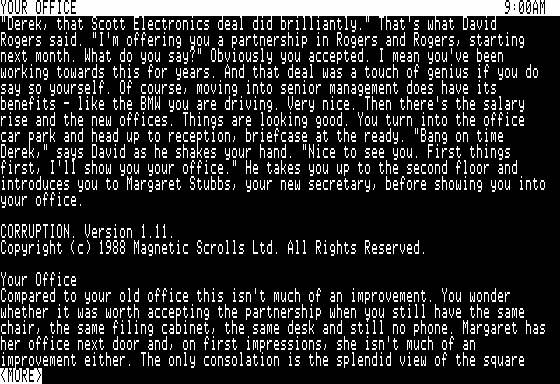 YOUR OFFICE 9:00AM
"Derek, that Scott Electronics deal did brilliantly." That's what David
Rogers said. "I'm offering you a partnership in Rogers and Rogers, starting
next month. What do you say?" Obviously you accepted. I mean you've been
working towards this for years. And that deal was a touch of genius if you do
say so yourself. Of course, moving into senior management does have its
benefits - like the BMW you are driving. Very nice. Then there's the salary
rise and the new offices. Things are looking good. You turn into the office
car park and head up to reception, briefcase at the ready. "Bang on time
Derek," says David as he shakes your hand. "Nice to see you. First things
first, I'll show you your office." He takes you up to the second floor and
introduces you to Margaret Stubbs, your new secretary, before showing you into
your office.
CORRUPTION. Version 1.11.
Copyright (c) 1988 Magnetic Scrolls Ltd. All Rights Reserved.
Your Office
Compared to your old office this isn't much of an improvement. You wonder
whether it was worth accepting the partnership when you still have the same
chair, the same filing cabinet, the same desk and still no phone. Margaret has
her office next door and, on first impressions, she isn't much of an
improvement either. The only consolation is the splendid view of the square
<MORE>